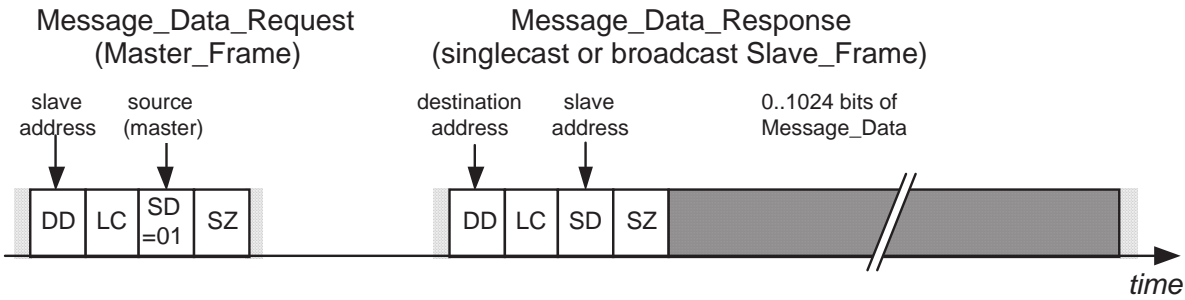 Message_Data_Request
(Master_Frame)
Message_Data_Response
(singlecast or broadcast Slave_Frame)
slave
address
source
(master)
destination
address
slave
address
0..1024 bits of
Message_Data
DD
LC
SD
=01
SZ
DD
LC
SD
SZ
time